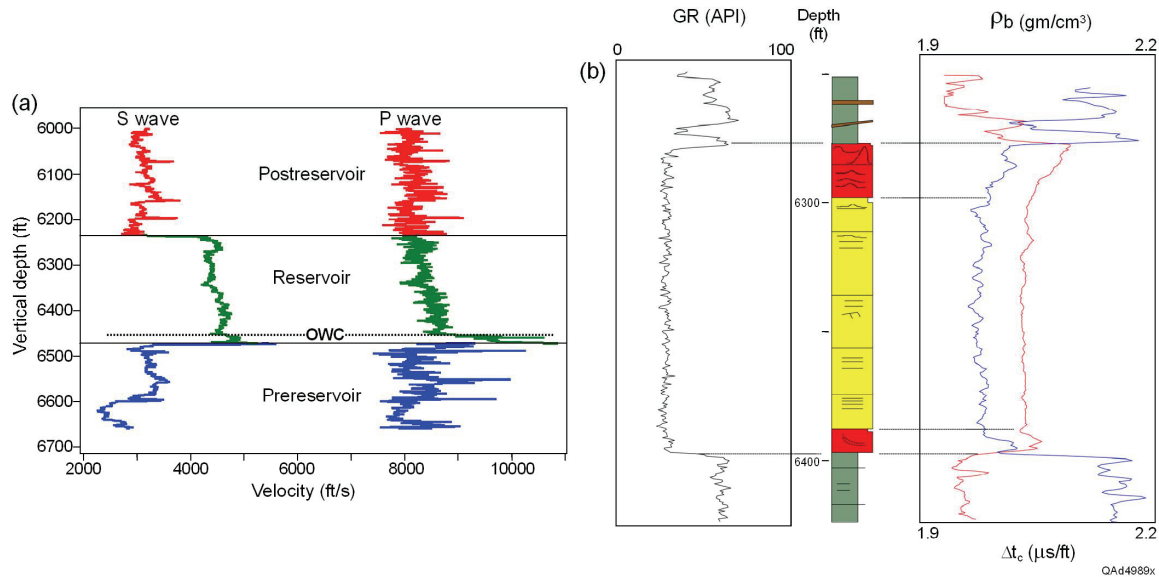 (a)
S wave
P wave
Postreservoir
Reservoir
OWC
Prereservoir
6000
6100
6200
6300
6400
6500
6600
6700
Vertical depth (ft)
2000
4000
6000
8000
10000
Velocity (ft/s)
(b)
GR (API)
0
100
Depth
(ft)
6300
6400
ρb (gm/cm³)
1.9
2.2
1.9
2.2
Δtc (μs/ft)
QAd4989x